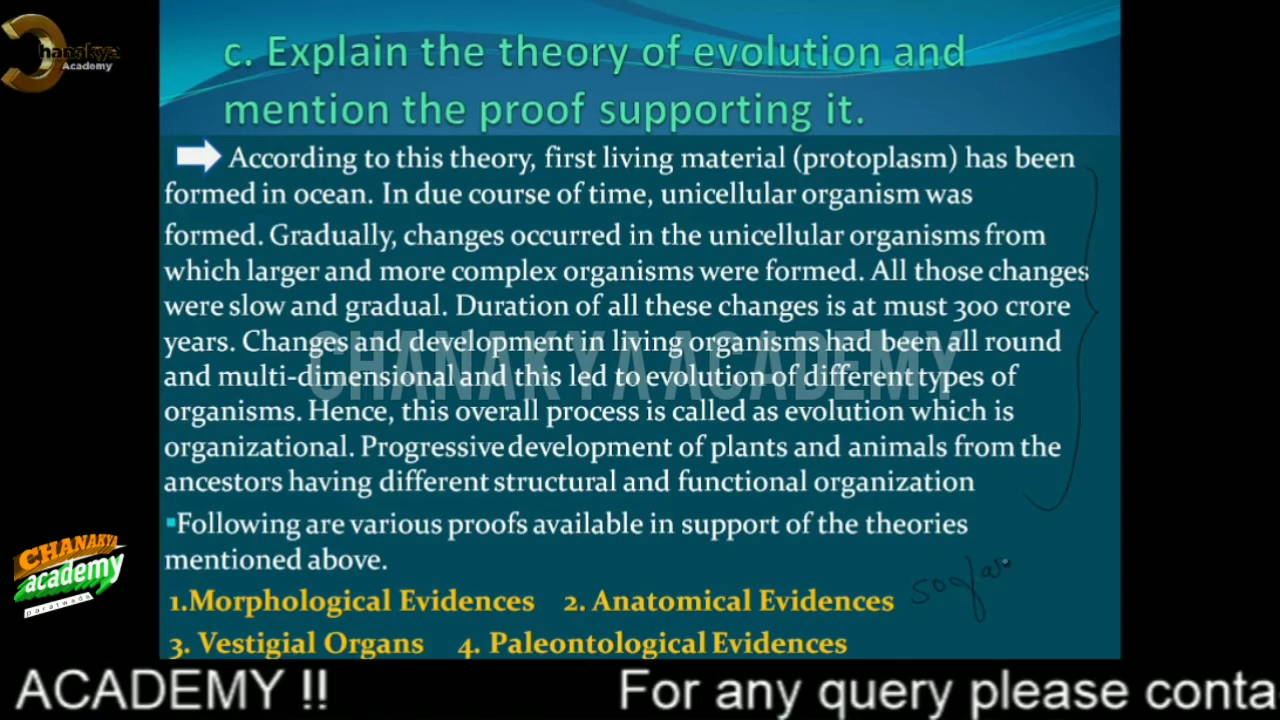 Chanakya
Academy
c. Explain the theory of evolution and
mention the proof supporting it.
According to this theory, first living material (protoplasm) has been
formed in ocean. In due course of time, unicellular organism was
formed. Gradually, changes occurred in the unicellular organisms from
which larger and more complex organisms were formed. All those changes
were slow and gradual. Duration of all these changes is at must 300 crore
years. Changes and development in living organisms had been all round
and multi-dimensional and this led to evolution of different types of
organisms. Hence, this overall process is called as evolution which is
organizational. Progressive development of plants and animals from the
ancestors having different structural and functional organization
▪Following are various proofs available in support of the theories
mentioned above.
1.Morphological Evidences 2. Anatomical Evidences
3. Vestigial Organs 4. Paleontological Evidences
CHANAKYA ACADEMY
CHANAKYA
academy
paratwada
ACADEMY !! For any query please conta